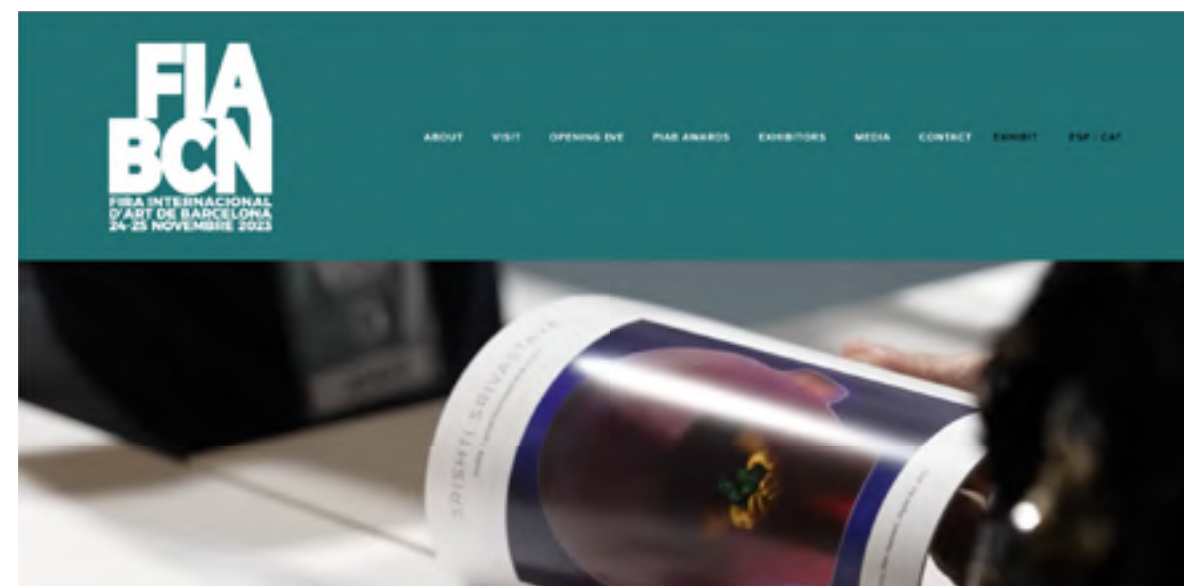 FIA
BCN
FIRA INTERNACIONAL
D'ART DE BARCELONA
24-25 NOVEMBRE 2023
ABOUT VISIT OPENING EVE PIAB AWARDS EXHIBITORS MEDIA CONTACT EXHIBIT ESP | CAT
SRISHTI SRIVASTAVA